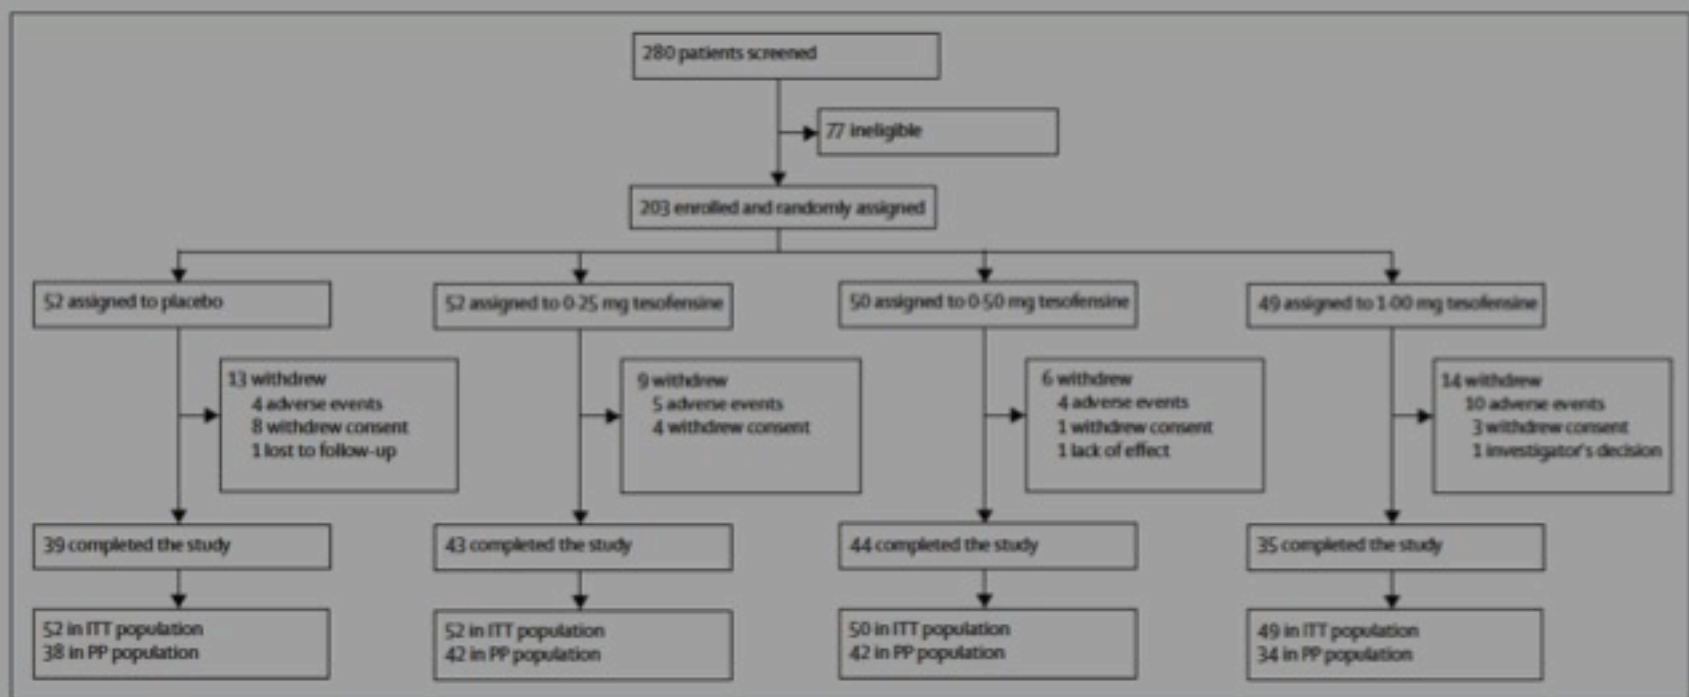 280 patients screened
77 ineligible
203 enrolled and randomly assigned
52 assigned to placebo
52 assigned to 0·25 mg tesofensine
50 assigned to 0·50 mg tesofensine
49 assigned to 1·00 mg tesofensine
13 withdrew
4 adverse events
8 withdrew consent
1 lost to follow-up
9 withdrew
5 adverse events
4 withdrew consent
6 withdrew
4 adverse events
1 withdrew consent
1 lack of effect
14 withdrew
10 adverse events
3 withdrew consent
1 investigator's decision
39 completed the study
43 completed the study
44 completed the study
35 completed the study
52 in ITT population
38 in PP population
52 in ITT population
42 in PP population
50 in ITT population
42 in PP population
49 in ITT population
34 in PP population